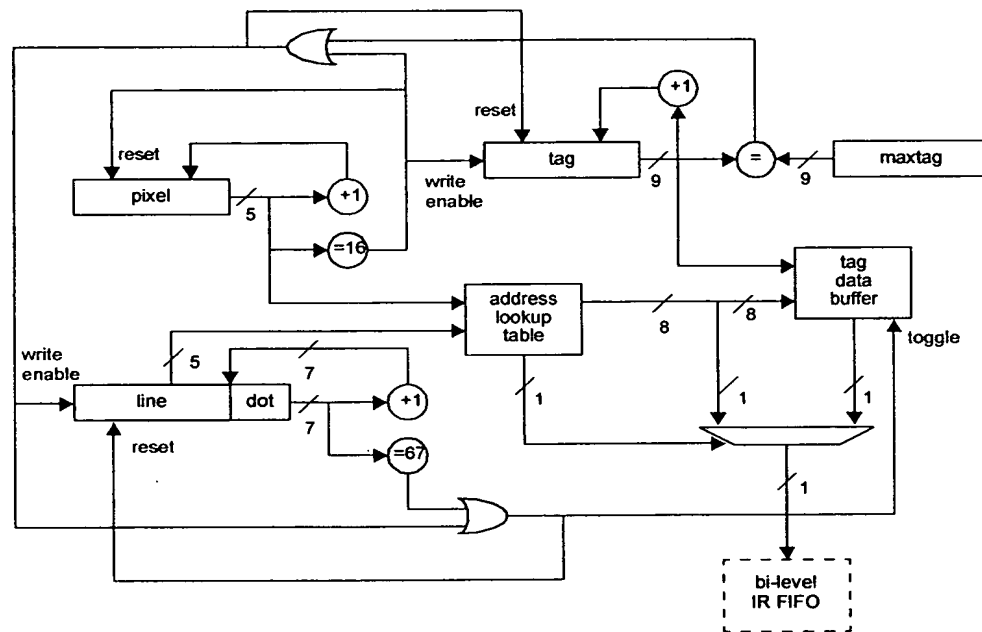 reset
+1
reset
tag
9
=
9
maxtag
write
enable
pixel
5
+1
=16
address
lookup
table
8
8
tag
data
buffer
toggle
write
enable
5
7
line
dot
7
+1
1
1
1
reset
=67
1
bi-level
IR FIFO